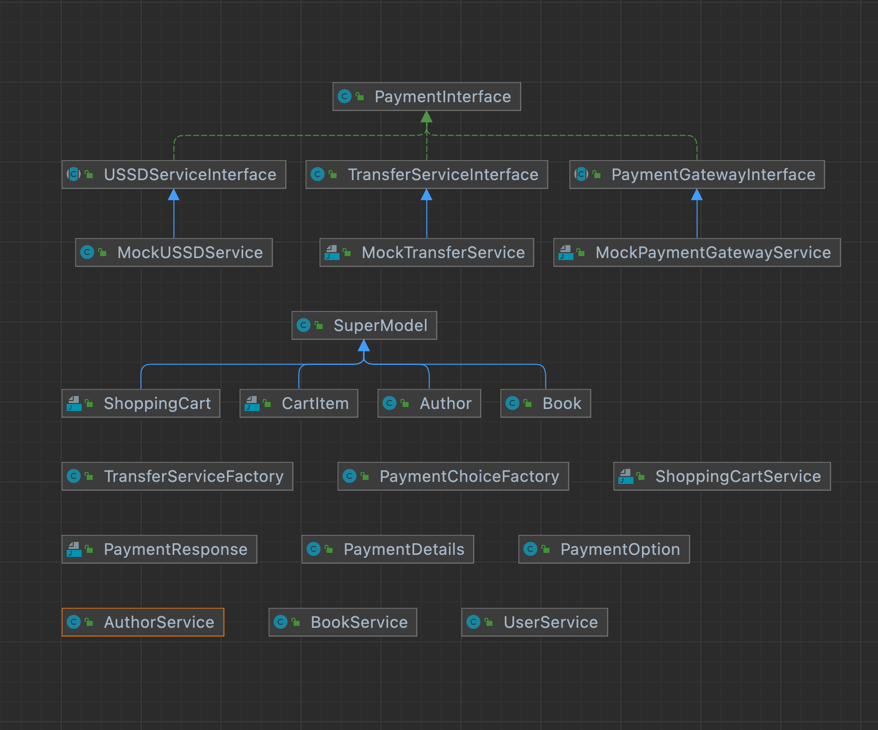 PaymentInterface
USSDServiceInterface TransferServiceInterface PaymentGatewayInterface
MockUSSDService MockTransferService MockPaymentGatewayService
SuperModel
ShoppingCart CartItem Author Book
TransferServiceFactory PaymentChoiceFactory ShoppingCartService
PaymentResponse PaymentDetails PaymentOption
AuthorService BookService UserService